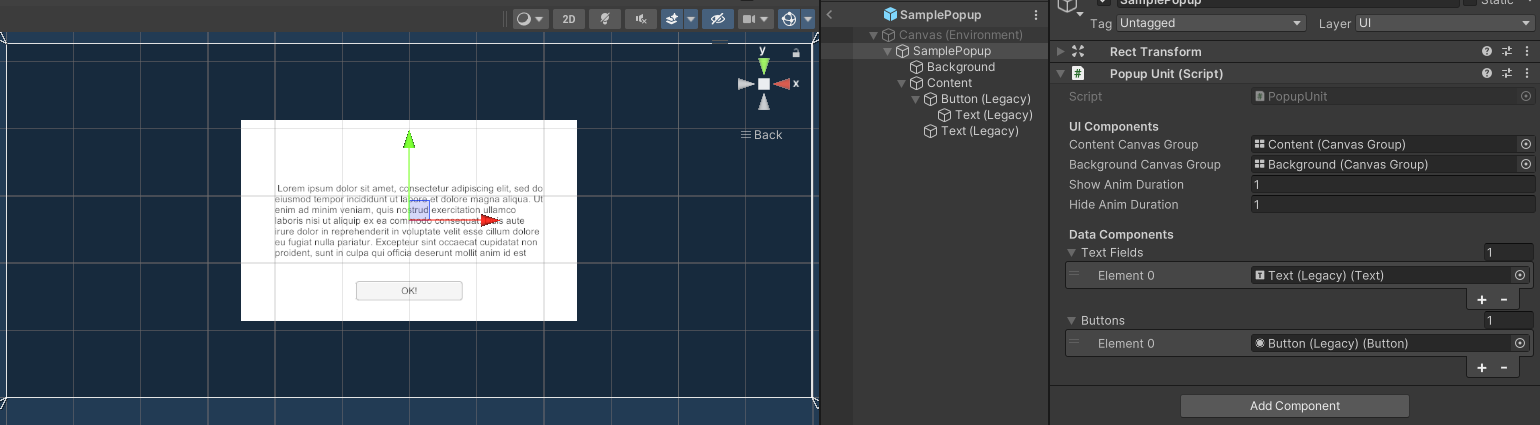 2D
y
x
Back
Lorem ipsum dolor sit amet, consectetur adipiscing elit, sed do
eiusmod tempor incididunt ut labore et dolore magna aliqua. Ut
enim ad minim veniam, quis nostrud exercitation ullamco
laboris nisi ut aliquip ex ea commodo consequat. Duis aute
irure dolor in reprehenderit in voluptate velit esse cillum dolore
eu fugiat nulla pariatur. Excepteur sint occaecat cupidatat non
proident, sunt in culpa qui officia deserunt mollit anim id est
OK!
SamplePopup
Canvas (Environment)
SamplePopup
Background
Content
Button (Legacy)
Text (Legacy)
Text (Legacy)
SamplePopup Static
Tag Untagged Layer UI
Rect Transform
# Popup Unit (Script)
Script PopupUnit
UI Components
Content Canvas Group Content (Canvas Group)
Background Canvas Group Background (Canvas Group)
Show Anim Duration 1
Hide Anim Duration 1
Data Components
Text Fields 1
Element 0 Text (Legacy) (Text)
+ -
Buttons 1
Element 0 Button (Legacy) (Button)
+ -
Add Component